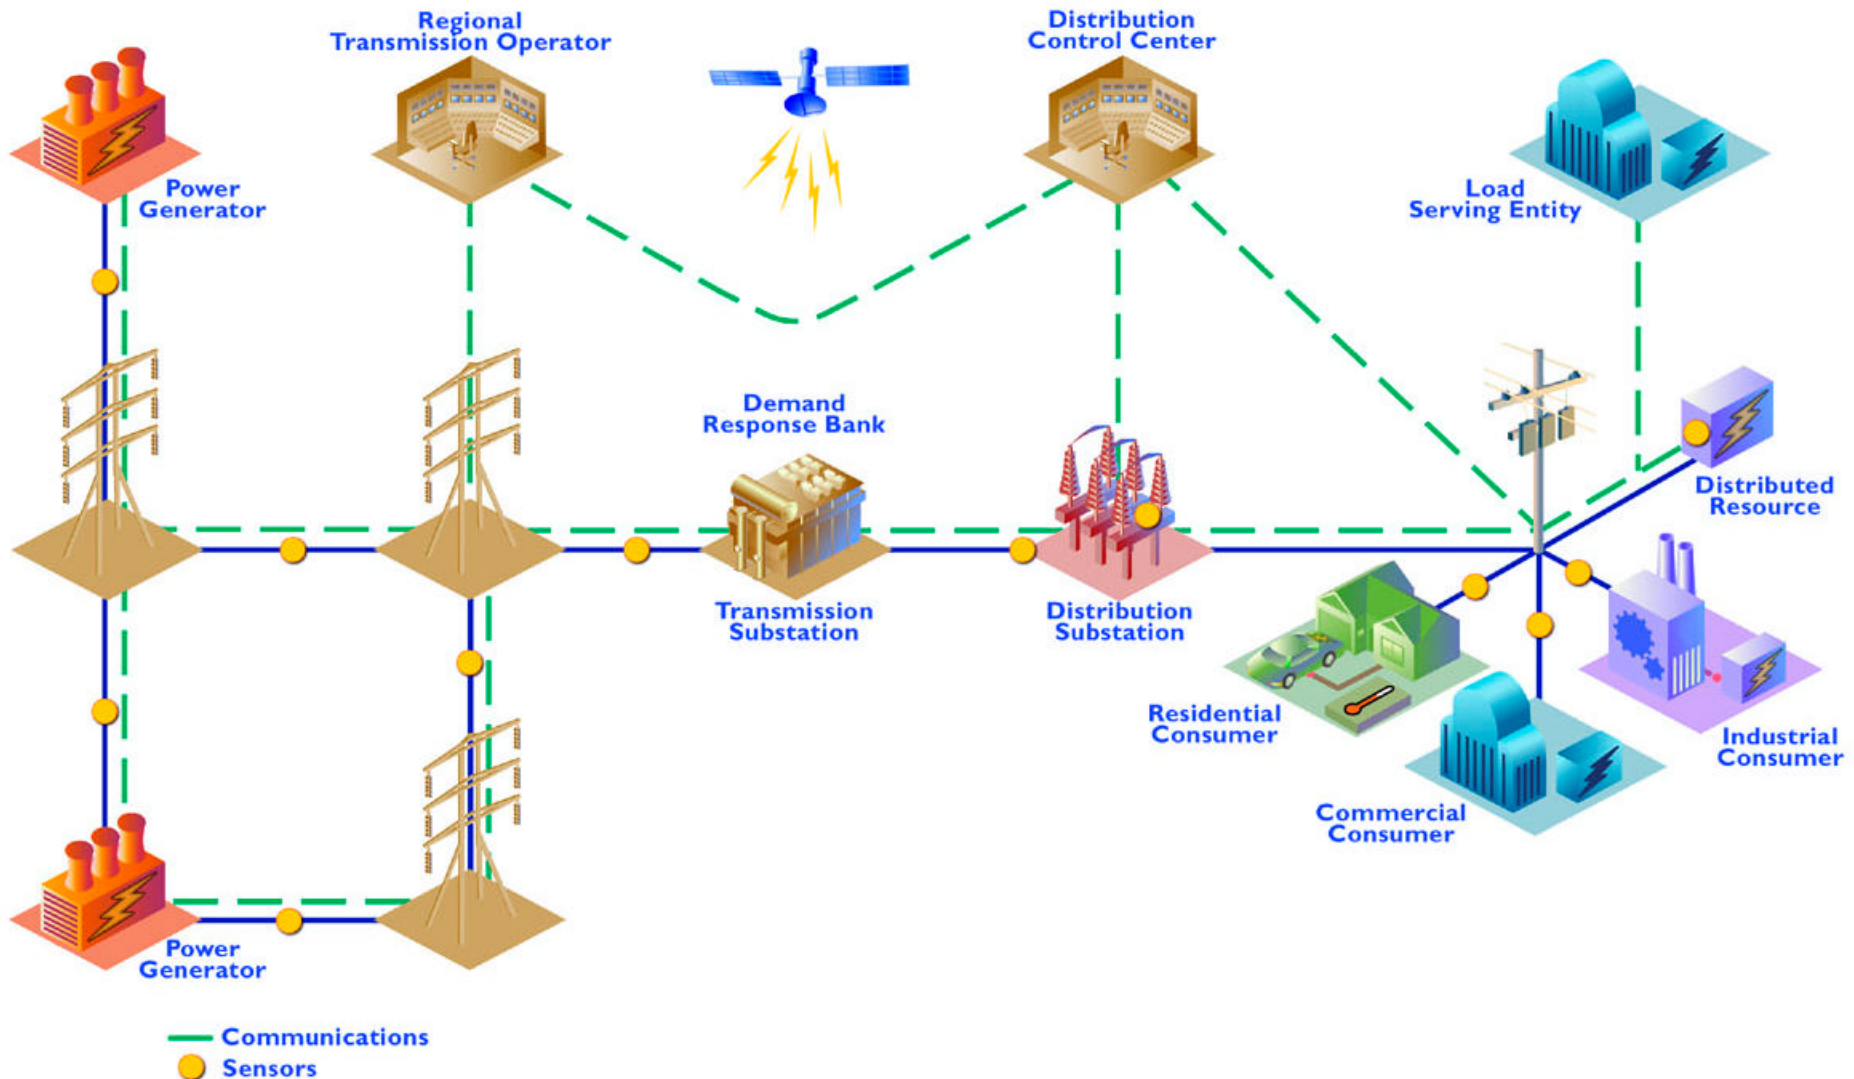 Regional
Transmission Operator
Distribution
Control Center
Power
Generator
Load
Serving Entity
Demand
Response Bank
Distributed
Resource
Transmission
Substation
Distribution
Substation
Residential
Consumer
Industrial
Consumer
Commercial
Consumer
Power
Generator
Communications
Sensors